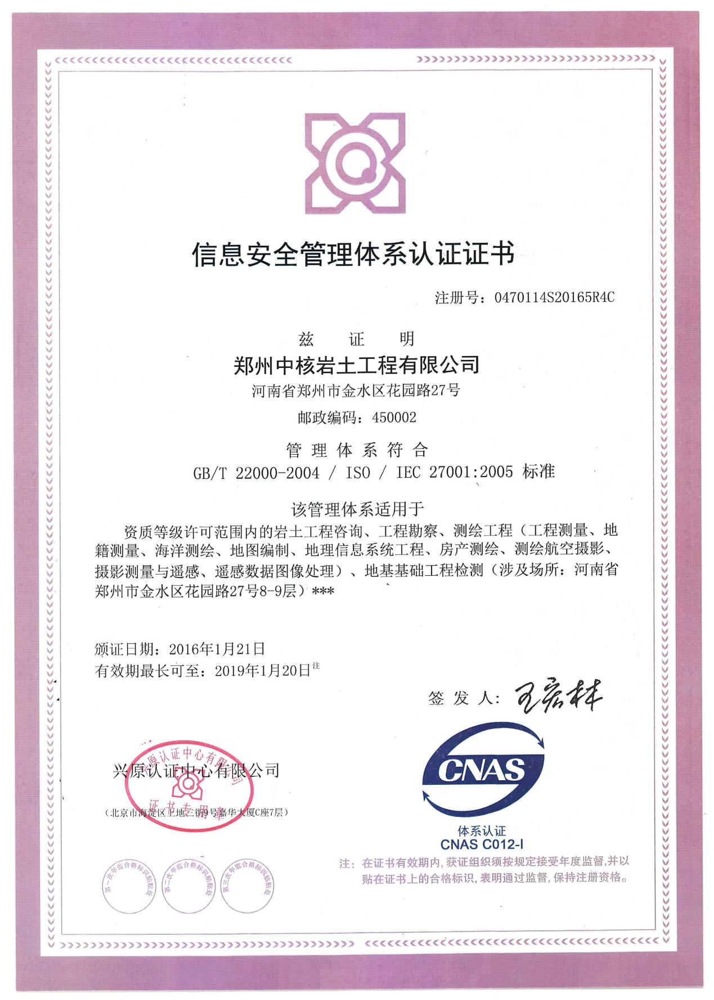 信息安全管理体系认证证书
注册号：0470114S20165R4C
兹 证 明
郑州中核岩土工程有限公司
河南省郑州市金水区花园路27号
邮政编码：450002
管 理 体 系 符 合
GB/T 22000-2004 / ISO / IEC 27001:2005 标准
该管理体系适用于
资质等级许可范围内的岩土工程咨询、工程勘察、测绘工程（工程测量、地
籍测量、海洋测绘、地图编制、地理信息系统工程、房产测绘、测绘航空摄影、
摄影测量与遥感、遥感数据图像处理）、地基基础工程检测（涉及场所：河南省
郑州市金水区花园路27号8-9层）***
颁证日期：2016年1月21日
有效期最长可至：2019年1月20日注
签 发 人：王宏林
兴原认证中心有限公司
兴原认证中心有限公司
证书专用章
（北京市海淀区上地三街9号嘉华大厦C座7层）
CNAS
体系认证
CNAS C012-I
第一次年监合格标识粘贴处
第二次年监合格标识粘贴处
第三次年监合格标识粘贴处
注：在证书有效期内,获证组织须按规定接受年度监督,并以
贴在证书上的合格标识,表明通过监督,保持注册资格。